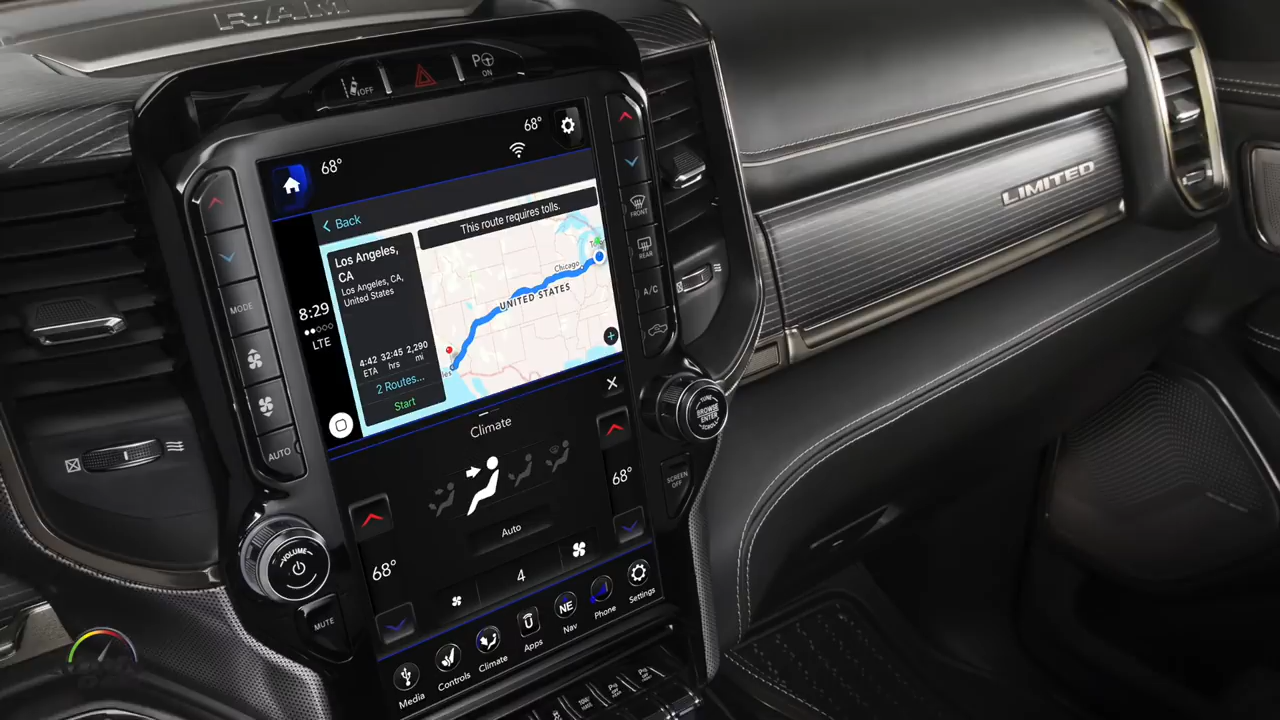 RAM
OFF
P
ON
68°
68°
Back
This route requires tolls.
Los Angeles,
CA
Los Angeles, CA,
United States
Chicago
UNITED STATES
8:29
LTE
4:42 32:45 2,290
ETA hrs mi
2 Routes...
Start
MODE
AUTO
FRONT
REAR
A/C
LIMITED
TUNE
BROWSE
ENTER
SCROLL
SCREEN
OFF
Climate
68°
Auto
68°
4
VOLUME
MUTE
Media
Controls
Climate
Apps
NE
Nav
Phone
Settings